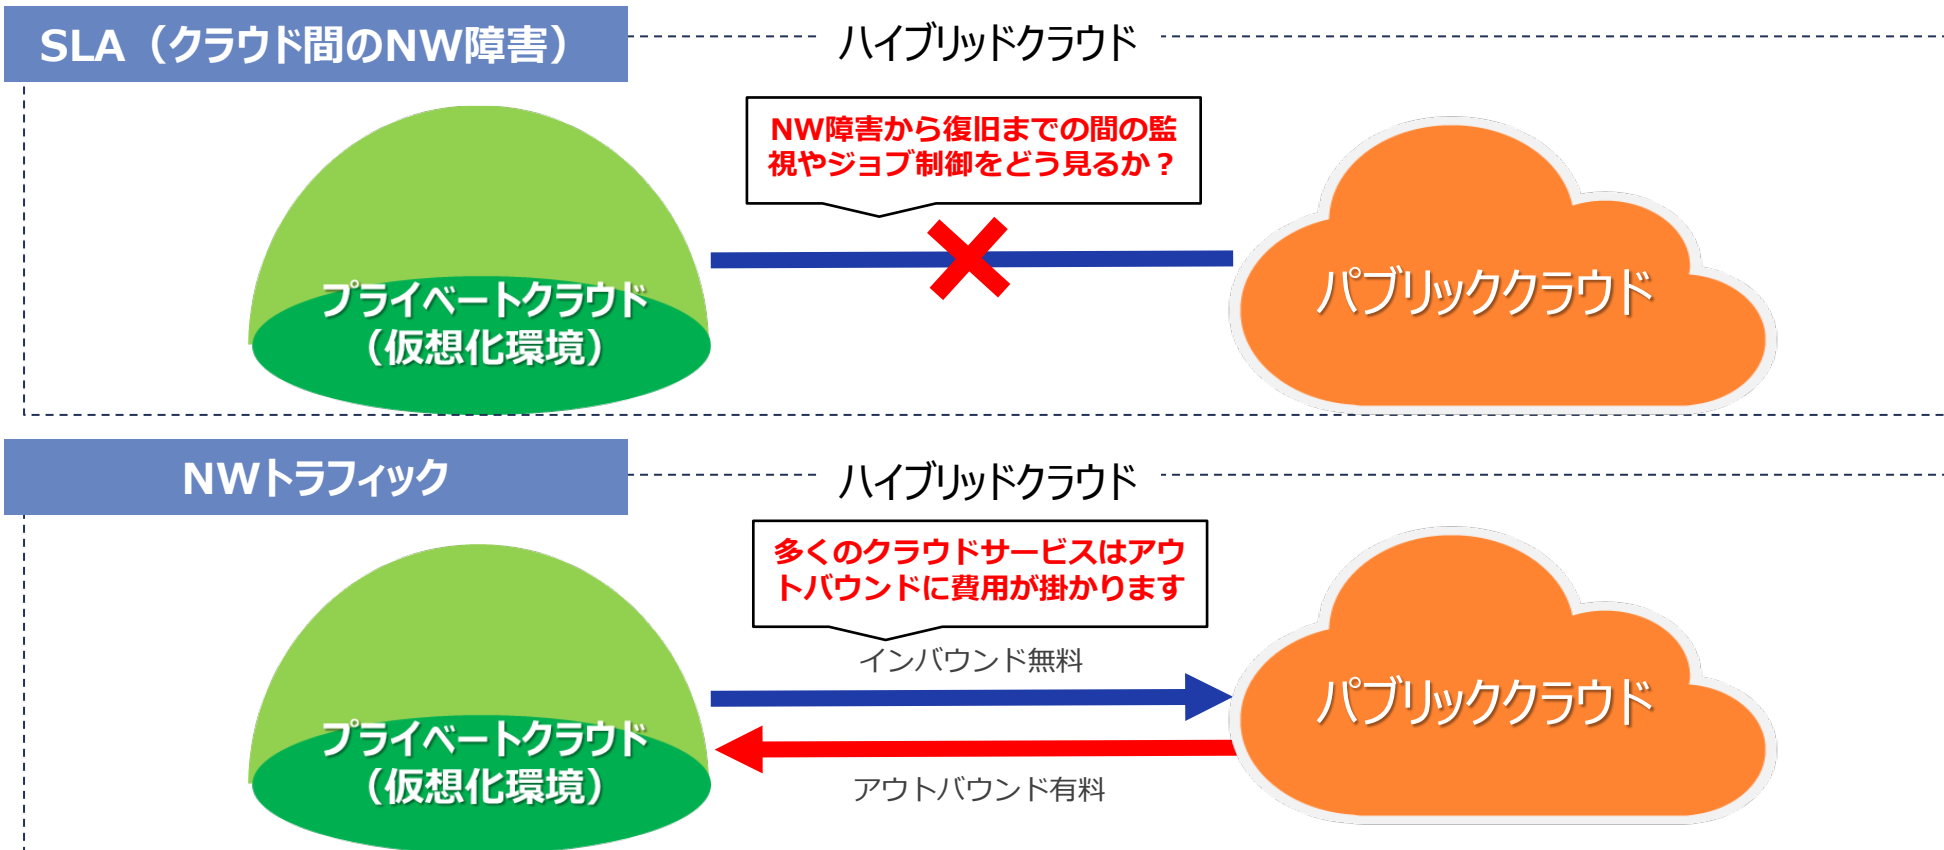 SLA（クラウド間のNW障害）
ハイブリッドクラウド
NW障害から復旧までの間の監
視やジョブ制御をどう見るか？
プライベートクラウド
（仮想化環境）
パブリッククラウド
NWトラフィック
ハイブリッドクラウド
多くのクラウドサービスはアウ
トバウンドに費用が掛かります
インバウンド無料
プライベートクラウド
（仮想化環境）
パブリッククラウド
アウトバウンド有料